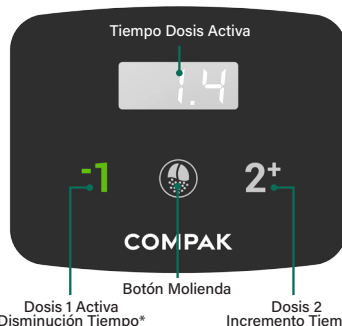 Tiempo Dosis Activa
1.4
-1 2+
COMPAK
Botón Molienda
Dosis 1 Activa Dosis 2
Disminución Tiempo* Incremento Tiem